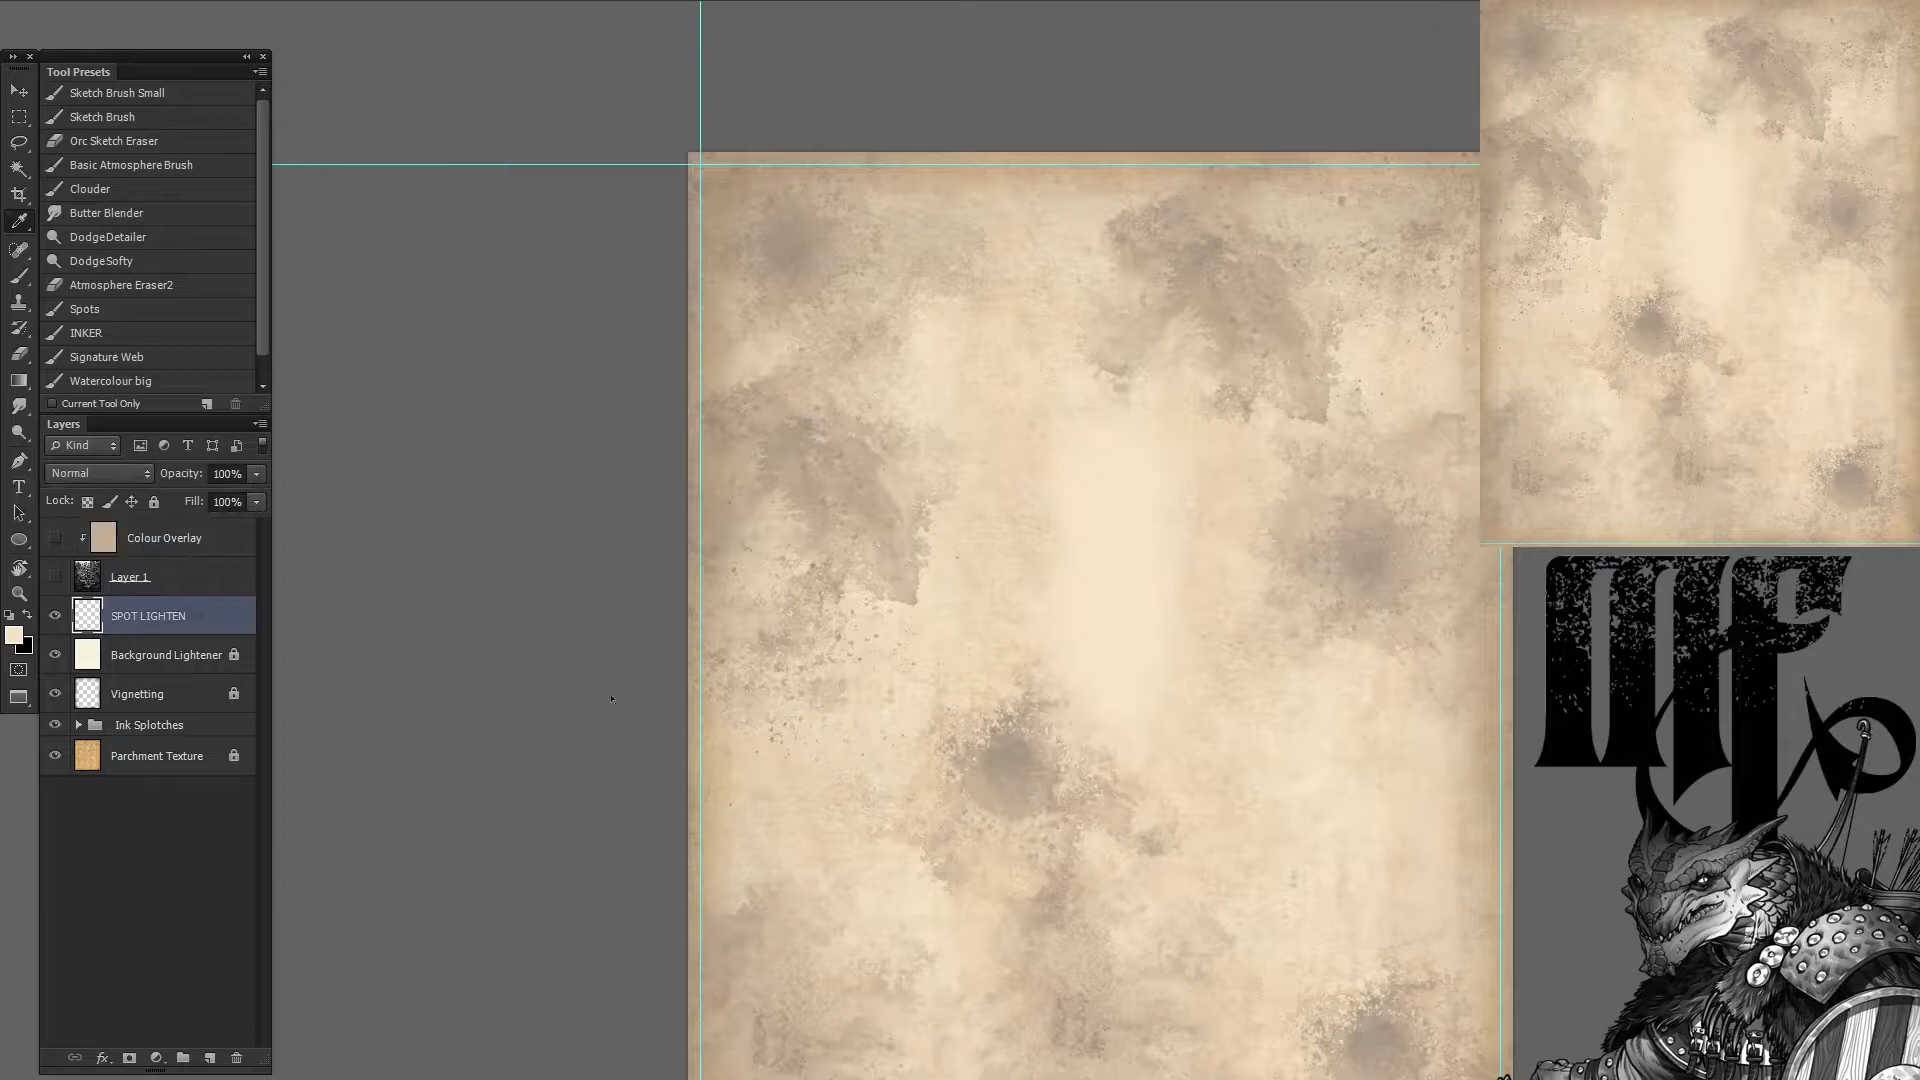 Tool Presets
Sketch Brush Small
Sketch Brush
Orc Sketch Eraser
Basic Atmosphere Brush
Clouder
Butter Blender
DodgeDetailer
DodgeSofty
Atmosphere Eraser2
Spots
INKER
Signature Web
Watercolour big
Current Tool Only
Layers
Kind
Normal Opacity: 100%
Lock: Fill: 100%
Colour Overlay
Layer 1
SPOT LIGHTEN
Background Lightener
Vignetting
Ink Splotches
Parchment Texture
fx